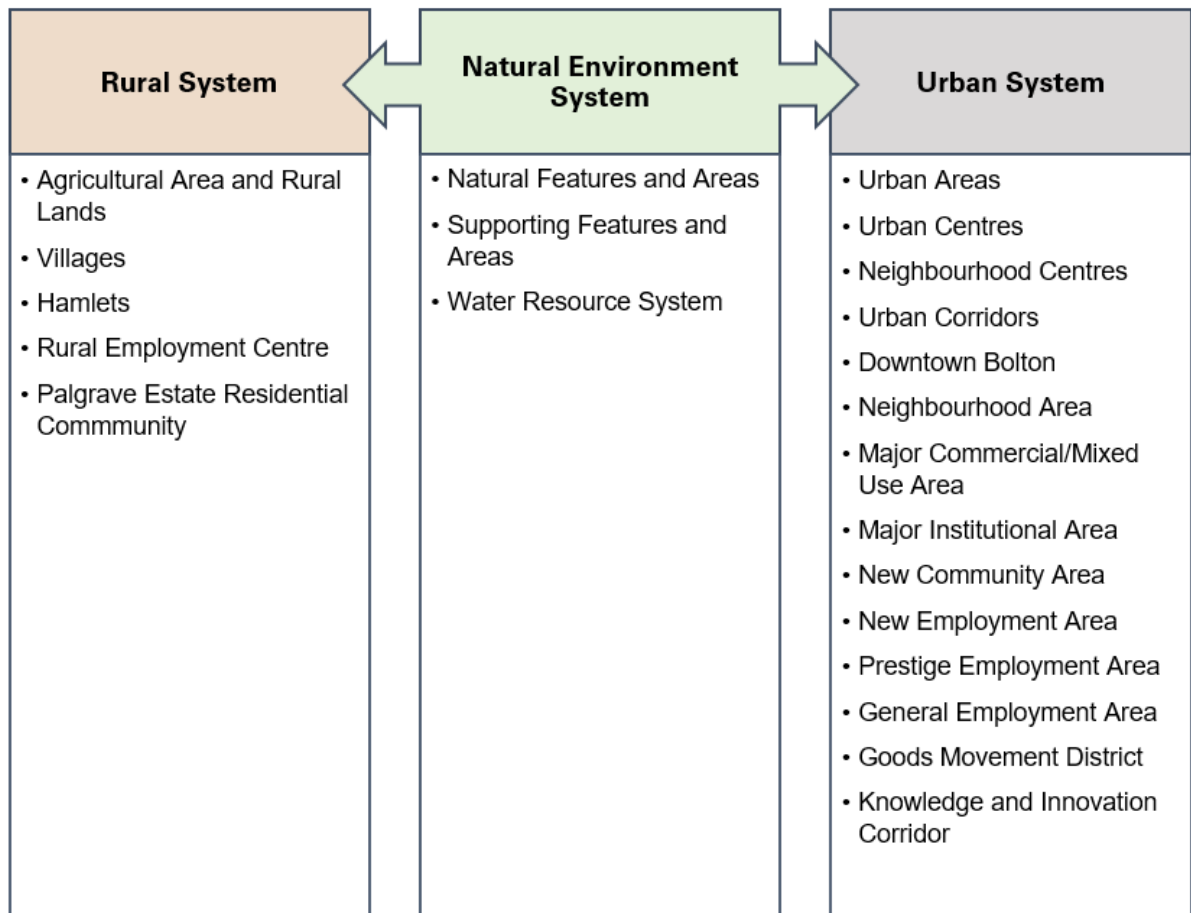 Rural System
• Agricultural Area and Rural
Lands
• Villages
• Hamlets
• Rural Employment Centre
• Palgrave Estate Residential
Commmunity
Natural Environment
System
• Natural Features and Areas
• Supporting Features and
Areas
• Water Resource System
Urban System
• Urban Areas
• Urban Centres
• Neighbourhood Centres
• Urban Corridors
• Downtown Bolton
• Neighbourhood Area
• Major Commercial/Mixed
Use Area
• Major Institutional Area
• New Community Area
• New Employment Area
• Prestige Employment Area
• General Employment Area
• Goods Movement District
• Knowledge and Innovation
Corridor